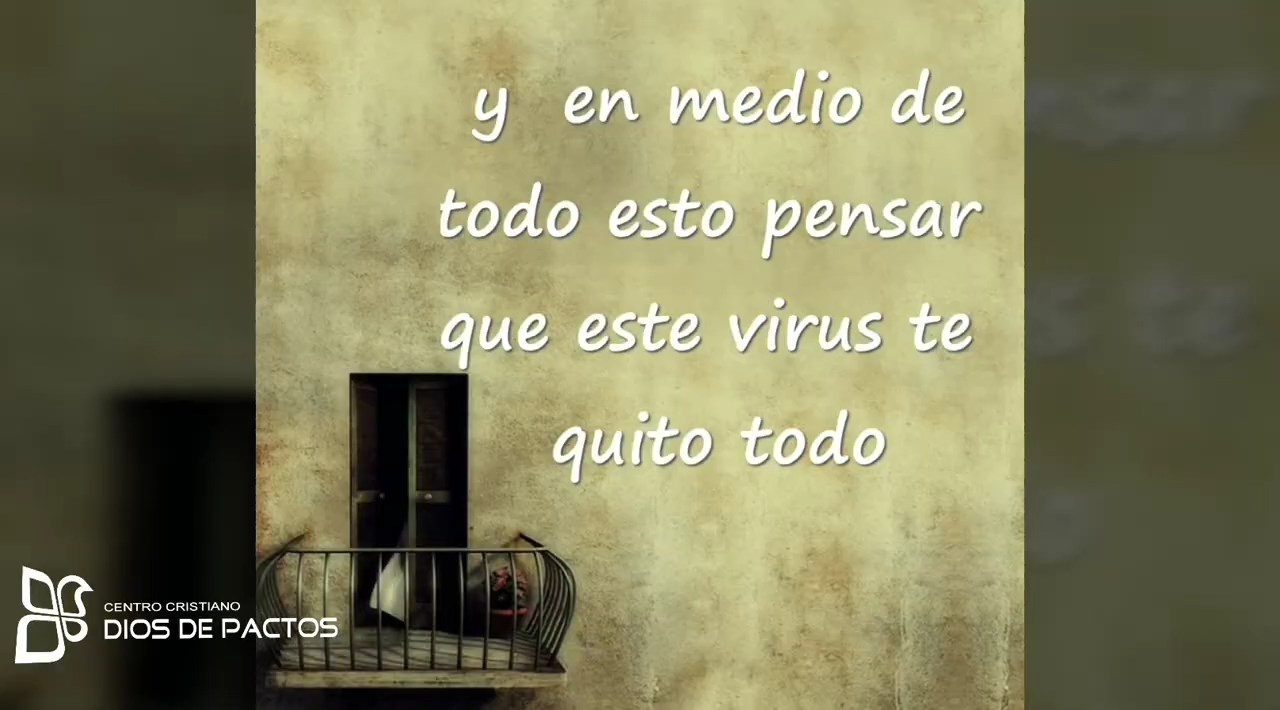 y en medio de
todo esto pensar
que este virus te
quito todo
CENTRO CRISTIANO
DIOS DE PACTOS